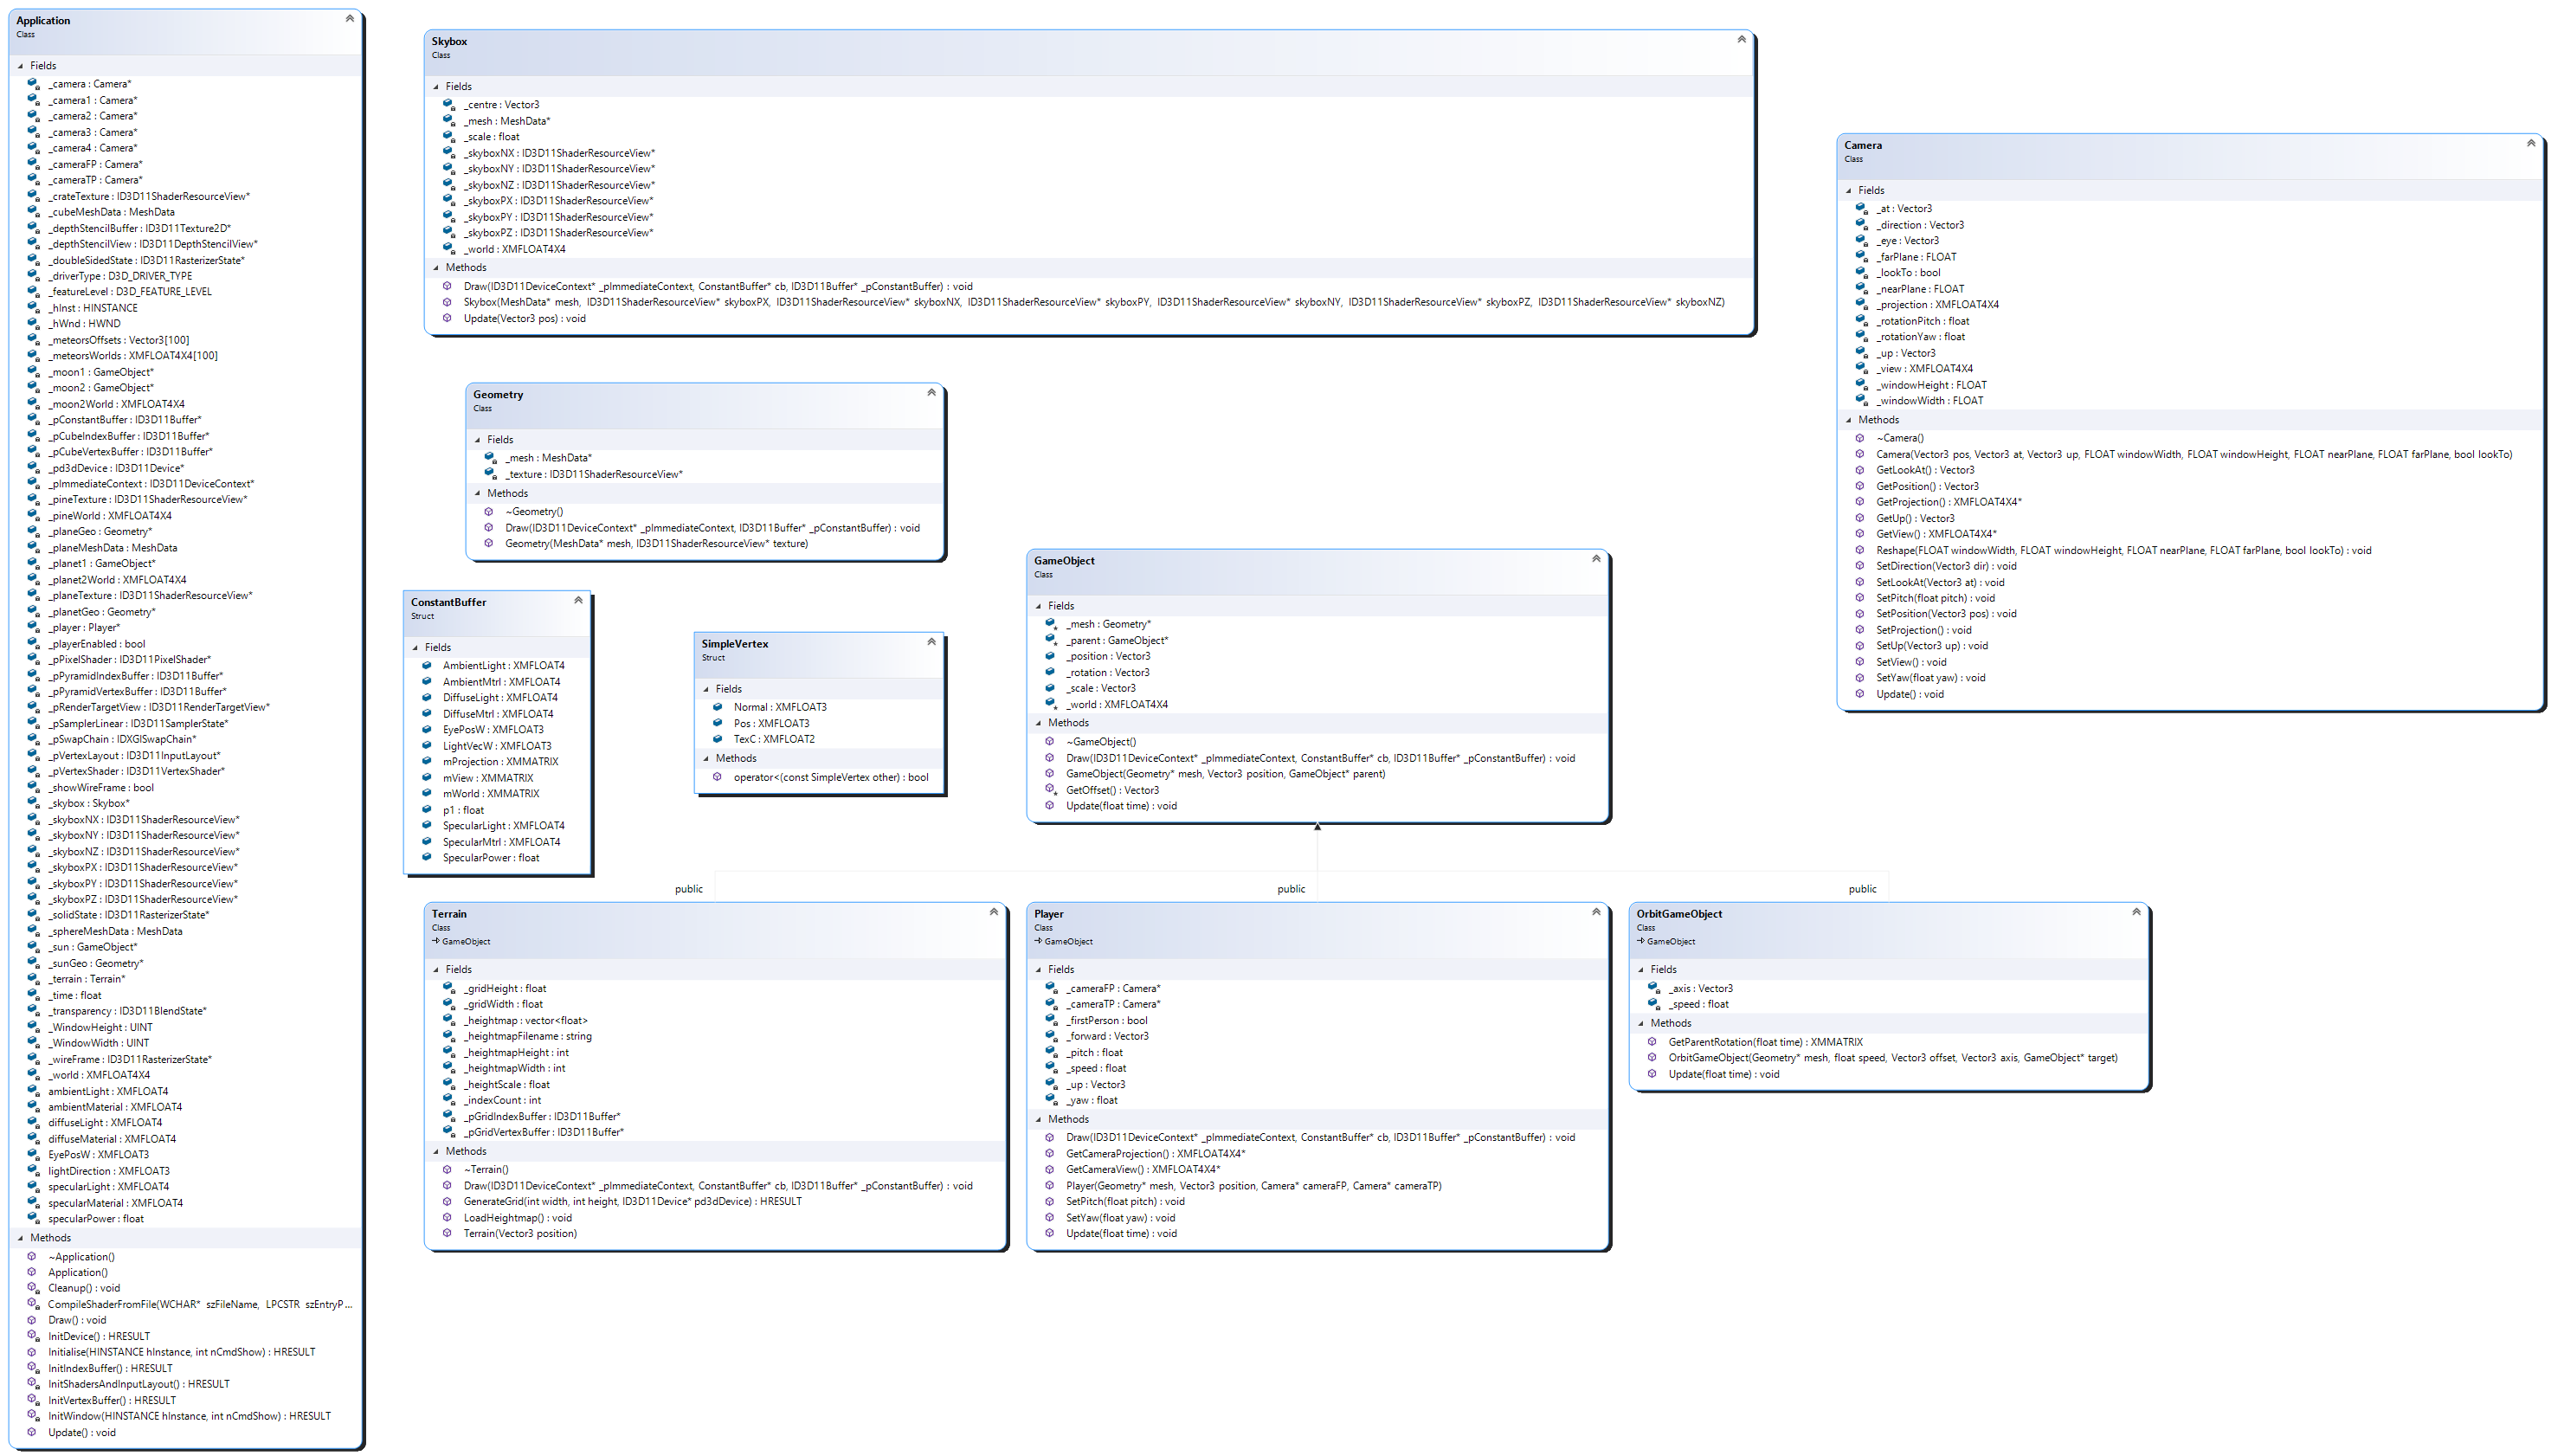 Application
Class
Fields
_camera : Camera*
_camera1 : Camera*
_camera2 : Camera*
_camera3 : Camera*
_camera4 : Camera*
_cameraFP : Camera*
_cameraTP : Camera*
_crateTexture : ID3D11ShaderResourceView*
_cubeMeshData : MeshData
_depthStencilBuffer : ID3D11Texture2D*
_depthStencilView : ID3D11DepthStencilView*
_doubleSidedState : ID3D11RasterizerState*
_driverType : D3D_DRIVER_TYPE
_featureLevel : D3D_FEATURE_LEVEL
_hInst : HINSTANCE
_hWnd : HWND
_meteorsOffsets : Vector3[100]
_meteorsWorlds : XMFLOAT4X4[100]
_moon1 : GameObject*
_moon2 : GameObject*
_moon2World : XMFLOAT4X4
_pConstantBuffer : ID3D11Buffer*
_pCubeIndexBuffer : ID3D11Buffer*
_pCubeVertexBuffer : ID3D11Buffer*
_pd3dDevice : ID3D11Device*
_pImmediateContext : ID3D11DeviceContext*
_pineTexture : ID3D11ShaderResourceView*
_pineWorld : XMFLOAT4X4
_planeGeo : Geometry*
_planeMeshData : MeshData
_planet1 : GameObject*
_planet2World : XMFLOAT4X4
_planeTexture : ID3D11ShaderResourceView*
_planetGeo : Geometry*
_player : Player*
_playerEnabled : bool
_pPixelShader : ID3D11PixelShader*
_pPyramidIndexBuffer : ID3D11Buffer*
_pPyramidVertexBuffer : ID3D11Buffer*
_pRenderTargetView : ID3D11RenderTargetView*
_pSamplerLinear : ID3D11SamplerState*
_pSwapChain : IDXGISwapChain*
_pVertexLayout : ID3D11InputLayout*
_pVertexShader : ID3D11VertexShader*
_showWireFrame : bool
_skybox : Skybox*
_skyboxNX : ID3D11ShaderResourceView*
_skyboxNY : ID3D11ShaderResourceView*
_skyboxNZ : ID3D11ShaderResourceView*
_skyboxPX : ID3D11ShaderResourceView*
_skyboxPY : ID3D11ShaderResourceView*
_skyboxPZ : ID3D11ShaderResourceView*
_solidState : ID3D11RasterizerState*
_sphereMeshData : MeshData
_sun : GameObject*
_sunGeo : Geometry*
_terrain : Terrain*
_time : float
_transparency : ID3D11BlendState*
_WindowHeight : UINT
_WindowWidth : UINT
_wireFrame : ID3D11RasterizerState*
_world : XMFLOAT4X4
ambientLight : XMFLOAT4
ambientMaterial : XMFLOAT4
diffuseLight : XMFLOAT4
diffuseMaterial : XMFLOAT4
EyePosW : XMFLOAT3
lightDirection : XMFLOAT3
specularLight : XMFLOAT4
specularMaterial : XMFLOAT4
specularPower : float
Methods
~Application()
Application()
Cleanup() : void
CompileShaderFromFile(WCHAR* szFileName, LPCSTR szEntryP...
Draw() : void
InitDevice() : HRESULT
Initialise(HINSTANCE hInstance, int nCmdShow) : HRESULT
InitIndexBuffer() : HRESULT
InitShadersAndInputLayout() : HRESULT
InitVertexBuffer() : HRESULT
InitWindow(HINSTANCE hInstance, int nCmdShow) : HRESULT
Update() : void
Skybox
Class
Fields
_centre : Vector3
_mesh : MeshData*
_scale : float
_skyboxNX : ID3D11ShaderResourceView*
_skyboxNY : ID3D11ShaderResourceView*
_skyboxNZ : ID3D11ShaderResourceView*
_skyboxPX : ID3D11ShaderResourceView*
_skyboxPY : ID3D11ShaderResourceView*
_skyboxPZ : ID3D11ShaderResourceView*
_world : XMFLOAT4X4
Methods
Draw(ID3D11DeviceContext* _pImmediateContext, ConstantBuffer* cb, ID3D11Buffer* _pConstantBuffer) : void
Skybox(MeshData* mesh, ID3D11ShaderResourceView* skyboxPX, ID3D11ShaderResourceView* skyboxNX, ID3D11ShaderResourceView* skyboxPY, ID3D11ShaderResourceView* skyboxNY, ID3D11ShaderResourceView* skyboxPZ, ID3D11ShaderResourceView* skyboxNZ)
Update(Vector3 pos) : void
Camera
Class
Fields
_at : Vector3
_direction : Vector3
_eye : Vector3
_farPlane : FLOAT
_lookTo : bool
_nearPlane : FLOAT
_projection : XMFLOAT4X4
_rotationPitch : float
_rotationYaw : float
_up : Vector3
_view : XMFLOAT4X4
_windowHeight : FLOAT
_windowWidth : FLOAT
Methods
~Camera()
Camera(Vector3 pos, Vector3 at, Vector3 up, FLOAT windowWidth, FLOAT windowHeight, FLOAT nearPlane, FLOAT farPlane, bool lookTo)
GetLookAt() : Vector3
GetPosition() : Vector3
GetProjection() : XMFLOAT4X4*
GetUp() : Vector3
GetView() : XMFLOAT4X4*
Reshape(FLOAT windowWidth, FLOAT windowHeight, FLOAT nearPlane, FLOAT farPlane, bool lookTo) : void
SetDirection(Vector3 dir) : void
SetLookAt(Vector3 at) : void
SetPitch(float pitch) : void
SetPosition(Vector3 pos) : void
SetProjection() : void
SetUp(Vector3 up) : void
SetView() : void
SetYaw(float yaw) : void
Update() : void
Geometry
Class
Fields
_mesh : MeshData*
_texture : ID3D11ShaderResourceView*
Methods
~Geometry()
Draw(ID3D11DeviceContext* _pImmediateContext, ID3D11Buffer* _pConstantBuffer) : void
Geometry(MeshData* mesh, ID3D11ShaderResourceView* texture)
ConstantBuffer
Struct
Fields
AmbientLight : XMFLOAT4
AmbientMtrl : XMFLOAT4
DiffuseLight : XMFLOAT4
DiffuseMtrl : XMFLOAT4
EyePosW : XMFLOAT3
LightVecW : XMFLOAT3
mProjection : XMMATRIX
mView : XMMATRIX
mWorld : XMMATRIX
p1 : float
SpecularLight : XMFLOAT4
SpecularMtrl : XMFLOAT4
SpecularPower : float
SimpleVertex
Struct
Fields
Normal : XMFLOAT3
Pos : XMFLOAT3
TexC : XMFLOAT2
Methods
operator<(const SimpleVertex other) : bool
GameObject
Class
Fields
_mesh : Geometry*
_parent : GameObject*
_position : Vector3
_rotation : Vector3
_scale : Vector3
_world : XMFLOAT4X4
Methods
~GameObject()
Draw(ID3D11DeviceContext* _pImmediateContext, ConstantBuffer* cb, ID3D11Buffer* _pConstantBuffer) : void
GameObject(Geometry* mesh, Vector3 position, GameObject* parent)
GetOffset() : Vector3
Update(float time) : void
public
public
public
Terrain
Class
GameObject
Fields
_gridHeight : float
_gridWidth : float
_heightmap : vector<float>
_heightmapFilename : string
_heightmapHeight : int
_heightmapWidth : int
_heightScale : float
_indexCount : int
_pGridIndexBuffer : ID3D11Buffer*
_pGridVertexBuffer : ID3D11Buffer*
Methods
~Terrain()
Draw(ID3D11DeviceContext* _pImmediateContext, ConstantBuffer* cb, ID3D11Buffer* _pConstantBuffer) : void
GenerateGrid(int width, int height, ID3D11Device* pd3dDevice) : HRESULT
LoadHeightmap() : void
Terrain(Vector3 position)
Player
Class
GameObject
Fields
_cameraFP : Camera*
_cameraTP : Camera*
_firstPerson : bool
_forward : Vector3
_pitch : float
_speed : float
_up : Vector3
_yaw : float
Methods
Draw(ID3D11DeviceContext* _pImmediateContext, ConstantBuffer* cb, ID3D11Buffer* _pConstantBuffer) : void
GetCameraProjection() : XMFLOAT4X4*
GetCameraView() : XMFLOAT4X4*
Player(Geometry* mesh, Vector3 position, Camera* cameraFP, Camera* cameraTP)
SetPitch(float pitch) : void
SetYaw(float yaw) : void
Update(float time) : void
OrbitGameObject
Class
GameObject
Fields
_axis : Vector3
_speed : float
Methods
GetParentRotation(float time) : XMMATRIX
OrbitGameObject(Geometry* mesh, float speed, Vector3 offset, Vector3 axis, GameObject* target)
Update(float time) : void